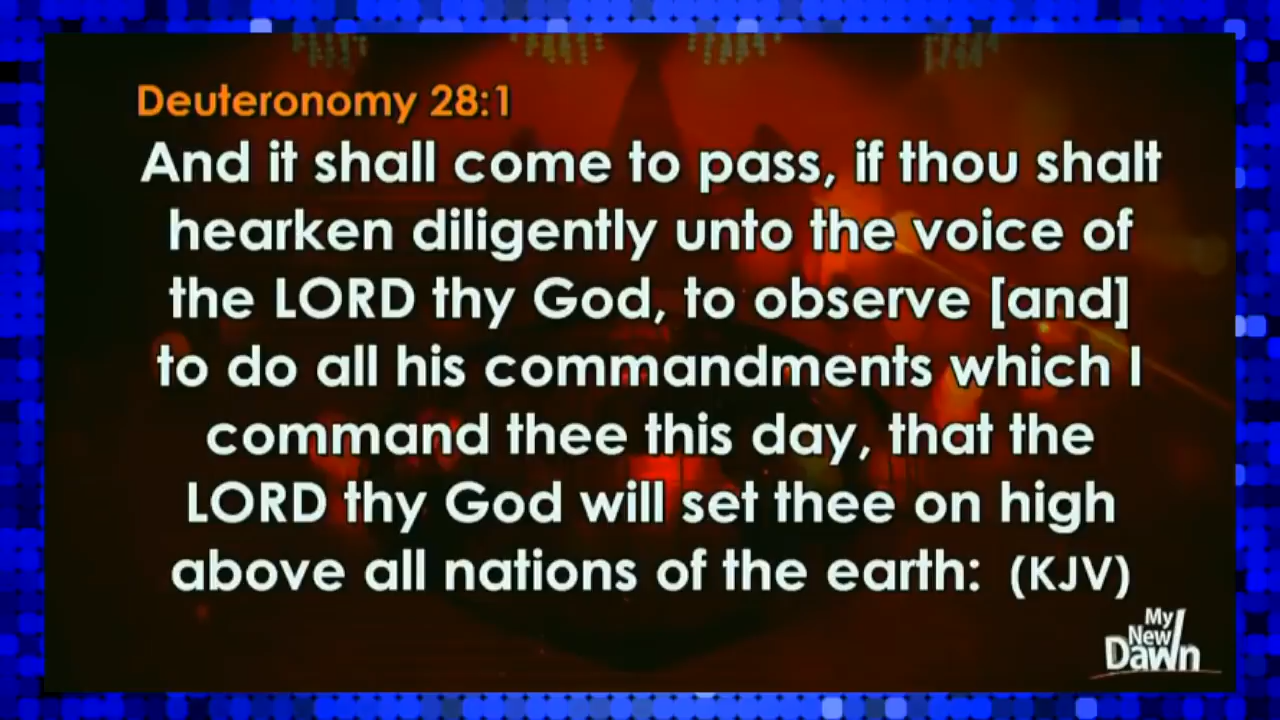 Deuteronomy 28:1
And it shall come to pass, if thou shalt
hearken diligently unto the voice of
the LORD thy God, to observe [and]
to do all his commandments which I
command thee this day, that the
LORD thy God will set thee on high
above all nations of the earth: (KJV)
My
New
Dawn